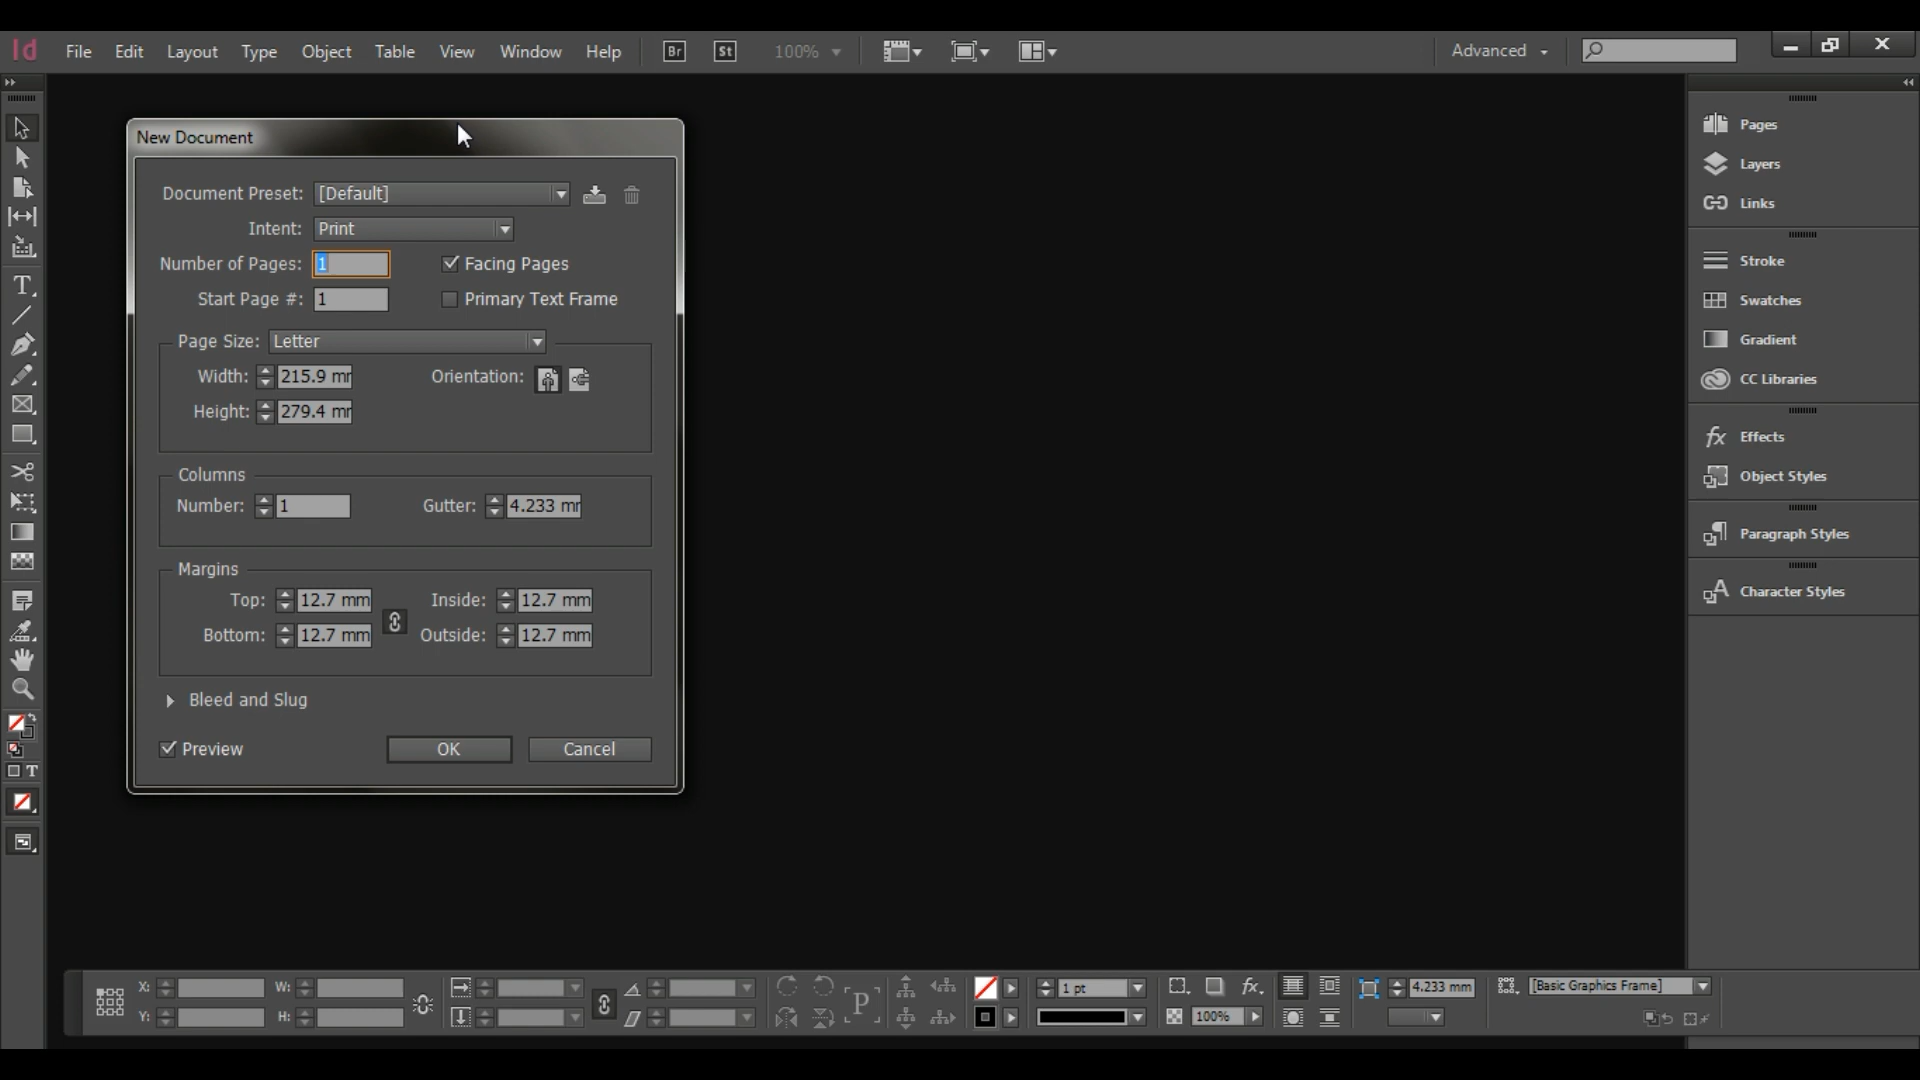 Id File Edit Layout Type Object Table View Window Help Br St 100% Advanced
New Document
Document Preset: [Default]
Intent: Print
Number of Pages: 1 Facing Pages
Start Page #: 1 Primary Text Frame
Page Size: Letter
Width: 215.9 mm Orientation:
Height: 279.4 mm
Columns
Number: 1 Gutter: 4.233 mm
Margins
Top: 12.7 mm Inside: 12.7 mm
Bottom: 12.7 mm Outside: 12.7 mm
Bleed and Slug
Preview OK Cancel
Pages
Layers
Links
Stroke
Swatches
Gradient
CC Libraries
Effects
Object Styles
Paragraph Styles
Character Styles
X: W: 1 pt fx. 4.233 mm [Basic Graphics Frame]
Y: H: P 100%